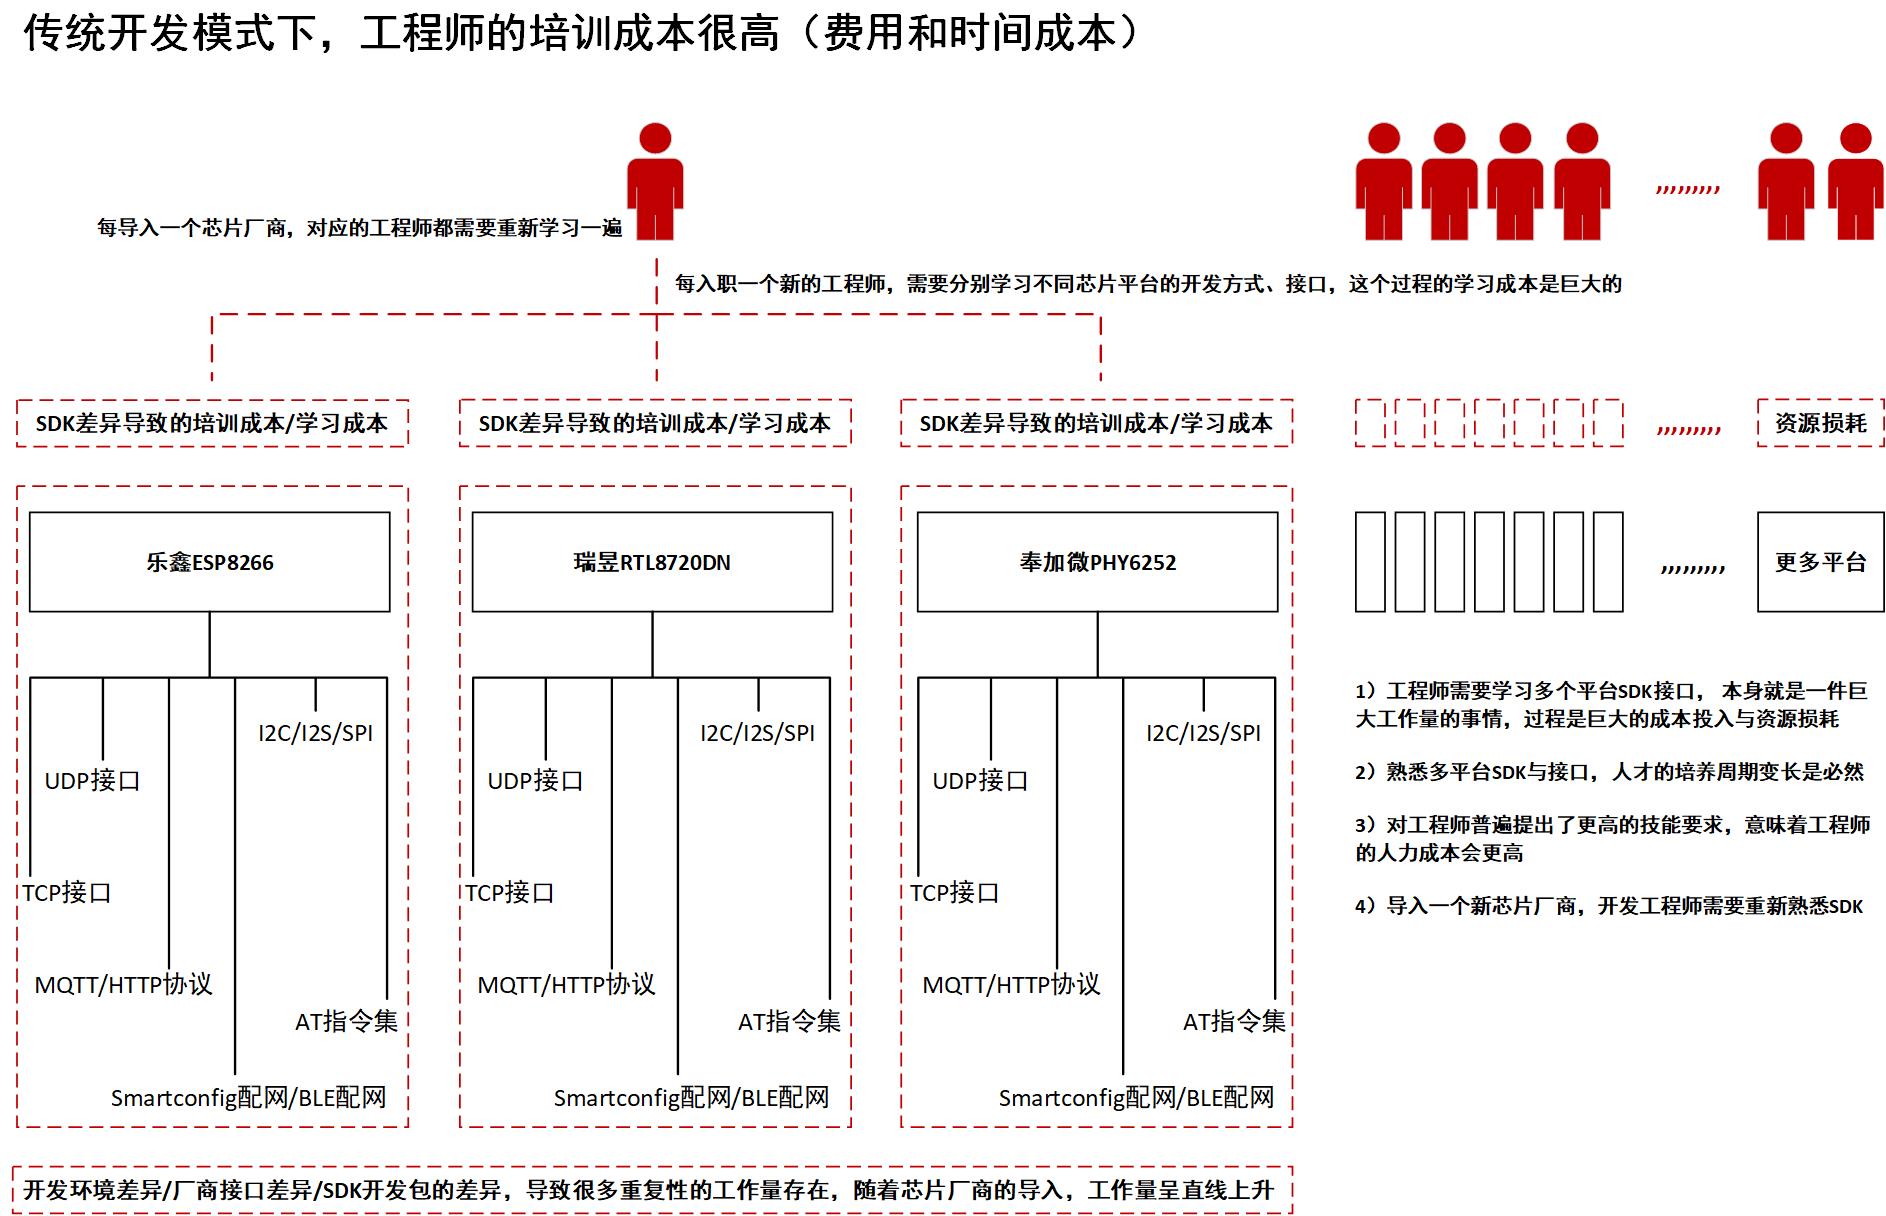 传统开发模式下，工程师的培训成本很高（费用和时间成本）
每导入一个芯片厂商，对应的工程师都需要重新学习一遍
,,,,,,,,,
每入职一个新的工程师，需要分别学习不同芯片平台的开发方式、接口，这个过程的学习成本是巨大的
SDK差异导致的培训成本/学习成本
SDK差异导致的培训成本/学习成本
SDK差异导致的培训成本/学习成本
,,,,,,,,,
资源损耗
乐鑫ESP8266
瑞昱RTL8720DN
奉加微PHY6252
,,,,,,,,,
更多平台
I2C/I2S/SPI
UDP接口
TCP接口
MQTT/HTTP协议
AT指令集
Smartconfig配网/BLE配网
I2C/I2S/SPI
UDP接口
TCP接口
MQTT/HTTP协议
AT指令集
Smartconfig配网/BLE配网
I2C/I2S/SPI
UDP接口
TCP接口
MQTT/HTTP协议
AT指令集
Smartconfig配网/BLE配网
1）工程师需要学习多个平台SDK接口， 本身就是一件巨
大工作量的事情，过程是巨大的成本投入与资源损耗
2）熟悉多平台SDK与接口，人才的培养周期变长是必然
3）对工程师普遍提出了更高的技能要求，意味着工程师
的人力成本会更高
4）导入一个新芯片厂商，开发工程师需要重新熟悉SDK
开发环境差异/厂商接口差异/SDK开发包的差异，导致很多重复性的工作量存在，随着芯片厂商的导入，工作量呈直线上升